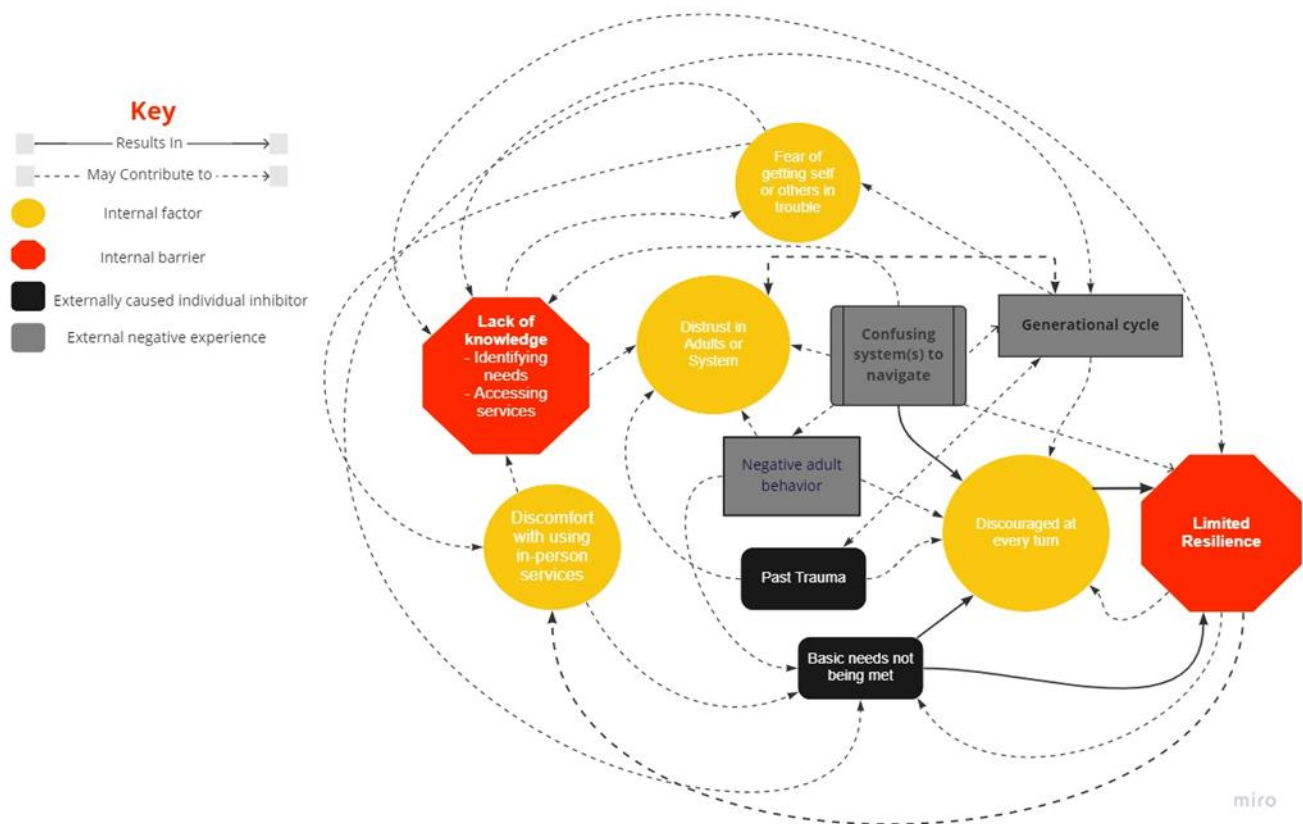 Key
Results In
May Contribute to
Internal factor
Internal barrier
Externally caused individual inhibitor
External negative experience
Fear of
getting self
or others in
trouble
Lack of
knowledge
- Identifying
needs
- Accessing
services
Distrust in
Adults or
System
Confusing
system(s) to
navigate
Generational cycle
Negative adult
behavior
Discomfort
with using
in-person
services
Past Trauma
Discouraged at
every turn
Limited
Resilience
Basic needs not
being met
miro